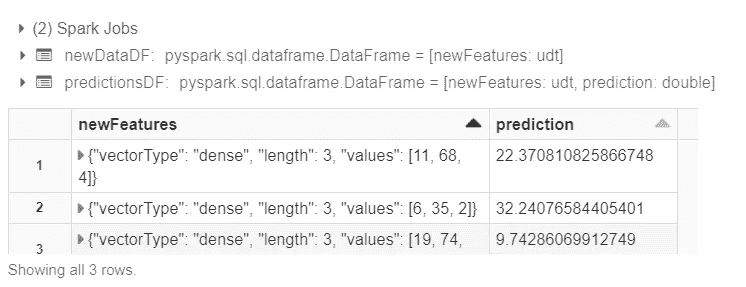 (2) Spark Jobs
newDataDF: pyspark.sql.dataframe.DataFrame = [newFeatures: udt]
predictionsDF: pyspark.sql.dataframe.DataFrame = [newFeatures: udt, prediction: double]
newFeatures prediction
1 {"vectorType": "dense", "length": 3, "values": [11, 68, 22.370810825866748
4]}
2 {"vectorType": "dense", "length": 3, "values": [6, 35, 2]} 32.24076584405401
3 {"vectorType": "dense", "length": 3, "values": [19, 74, 9.74286069912749
Showing all 3 rows.